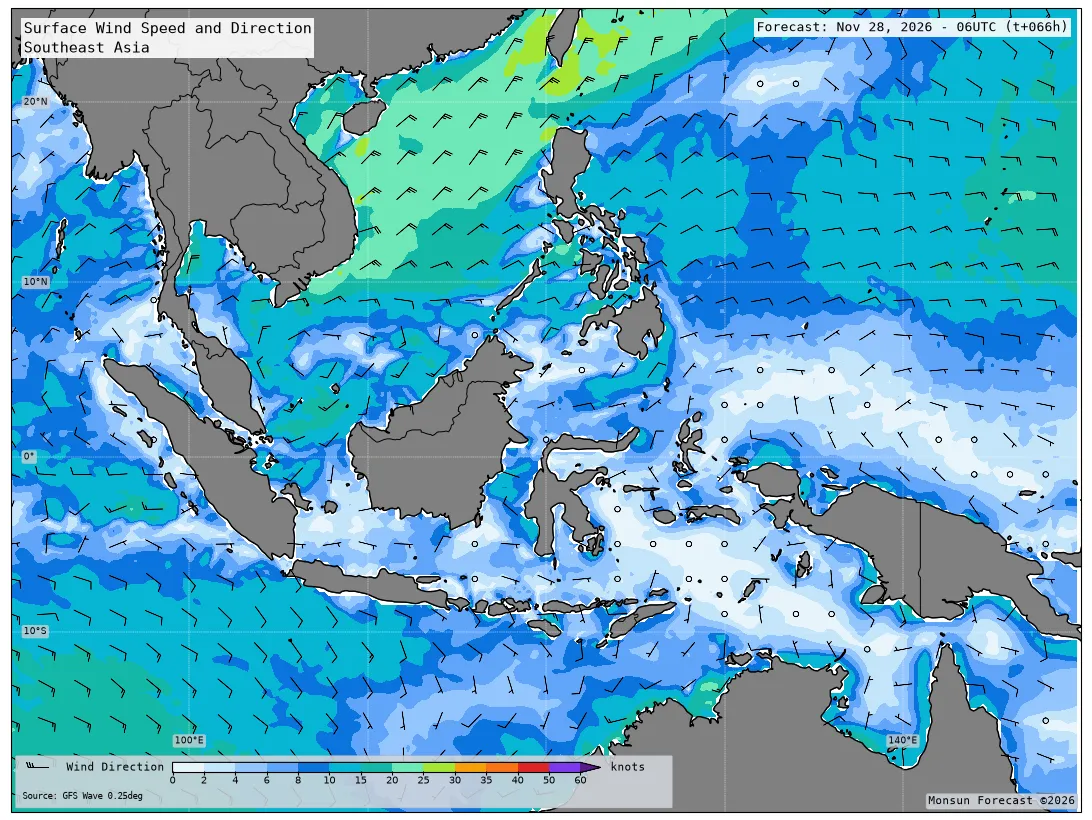 Surface Wind Speed and Direction
Southeast Asia
Forecast: Nov 28, 2026 - 06UTC (t+066h)
20°N
10°N
0°
10°S
100°E
140°E
Wind Direction
knots
0 2 4 6 8 10 15 20 25 30 35 40 50 60
Source: GFS Wave 0.25deg
Monsun Forecast ©2026